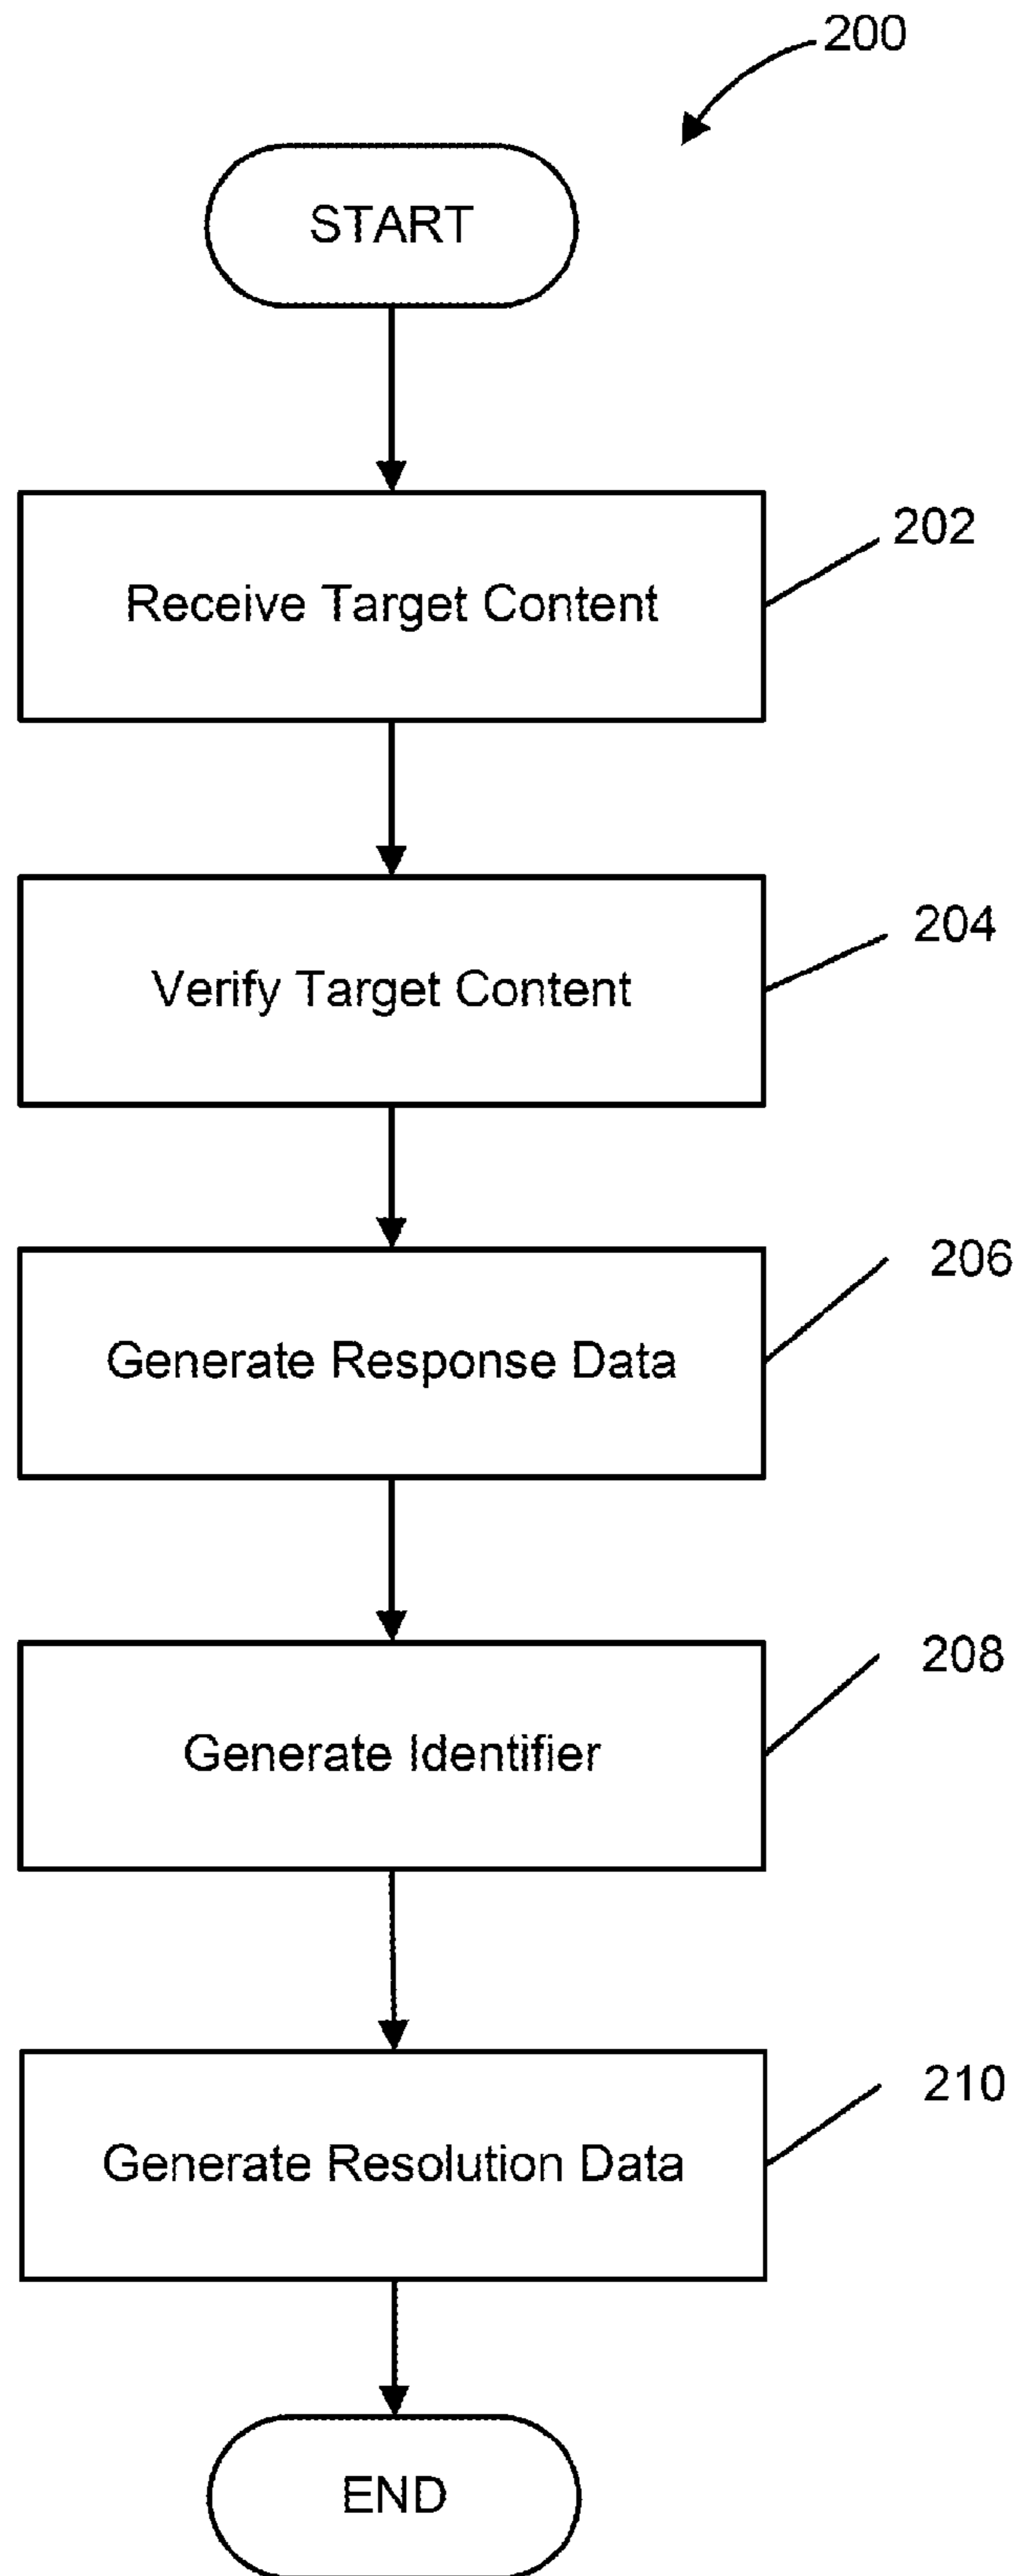 200
START
Receive Target Content
202
Verify Target Content
204
Generate Response Data
206
Generate Identifier
208
Generate Resolution Data
210
END